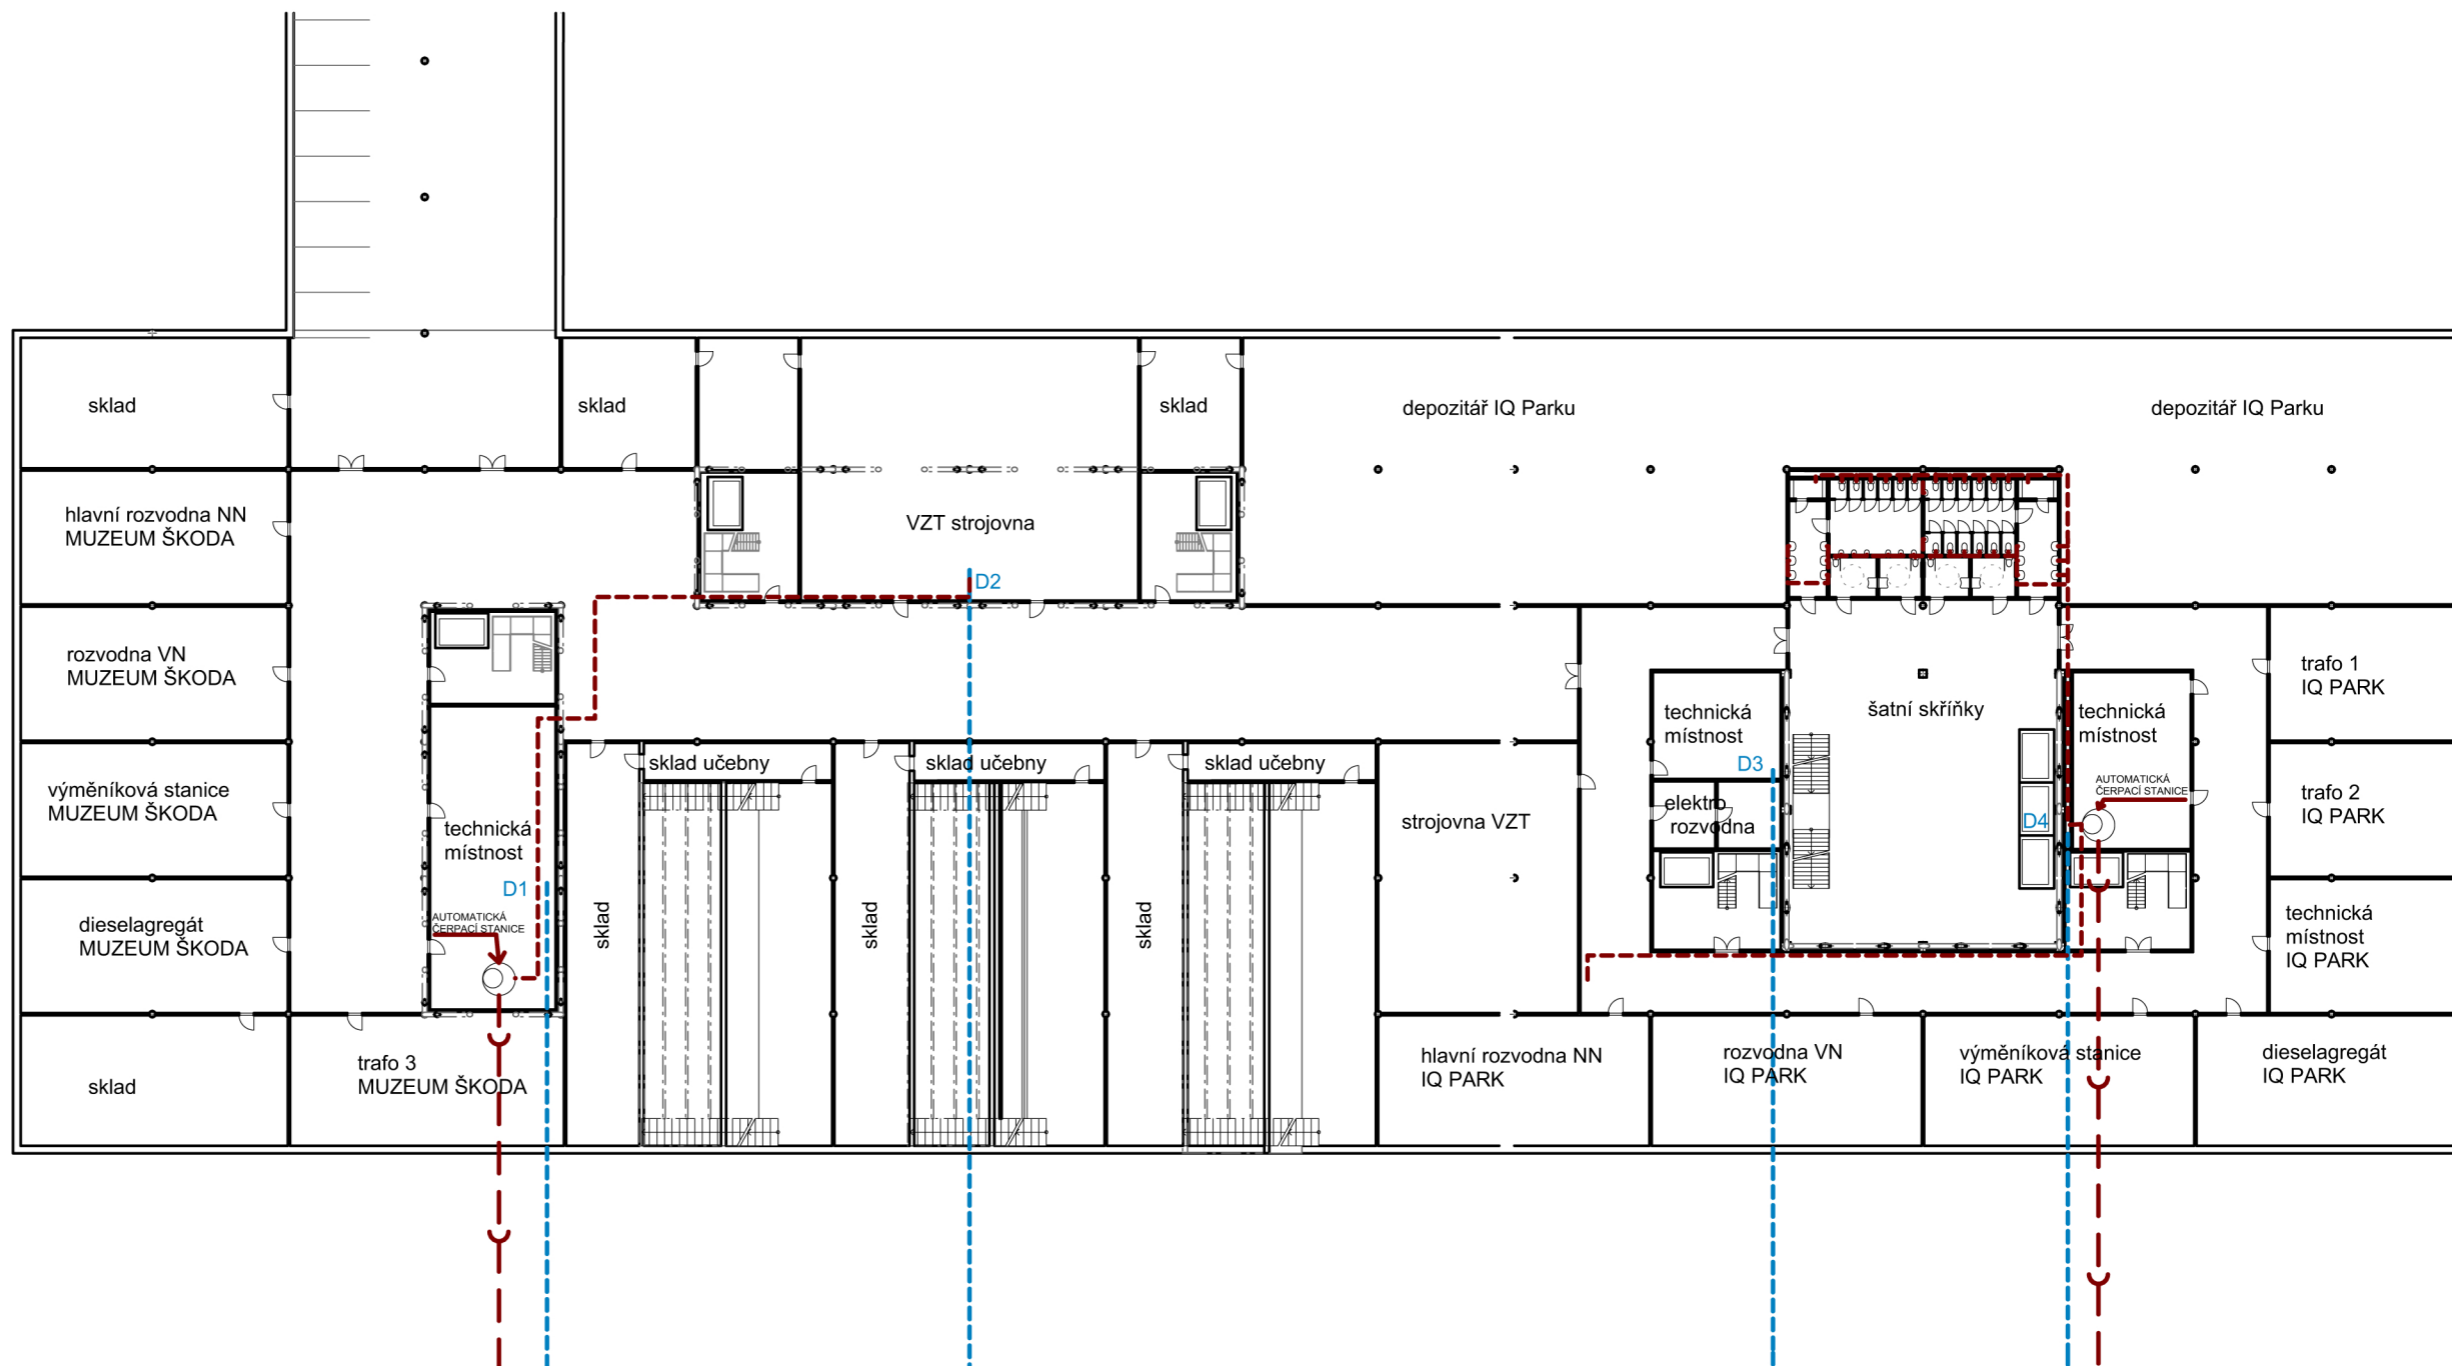 sklad
sklad
sklad
depozitář IQ Parku
depozitář IQ Parku
hlavní rozvodna NN
MUZEUM ŠKODA
VZT strojovna
D2
rozvodna VN
MUZEUM ŠKODA
trafo 1
IQ PARK
technická
místnost
šatní skříňky
technická
místnost
sklad učebny
sklad učebny
sklad učebny
D3
výměníková stanice
MUZEUM ŠKODA
AUTOMATICKÁ
ČERPACÍ STANICE
trafo 2
IQ PARK
elektro
rozvodna
strojovna VZT
D4
technická
místnost
D1
dieselagregát
MUZEUM ŠKODA
AUTOMATICKÁ
ČERPACÍ STANICE
sklad
sklad
sklad
technická
místnost
IQ PARK
sklad
trafo 3
MUZEUM ŠKODA
hlavní rozvodna NN
IQ PARK
rozvodna VN
IQ PARK
výměníková stanice
IQ PARK
dieselagregát
IQ PARK